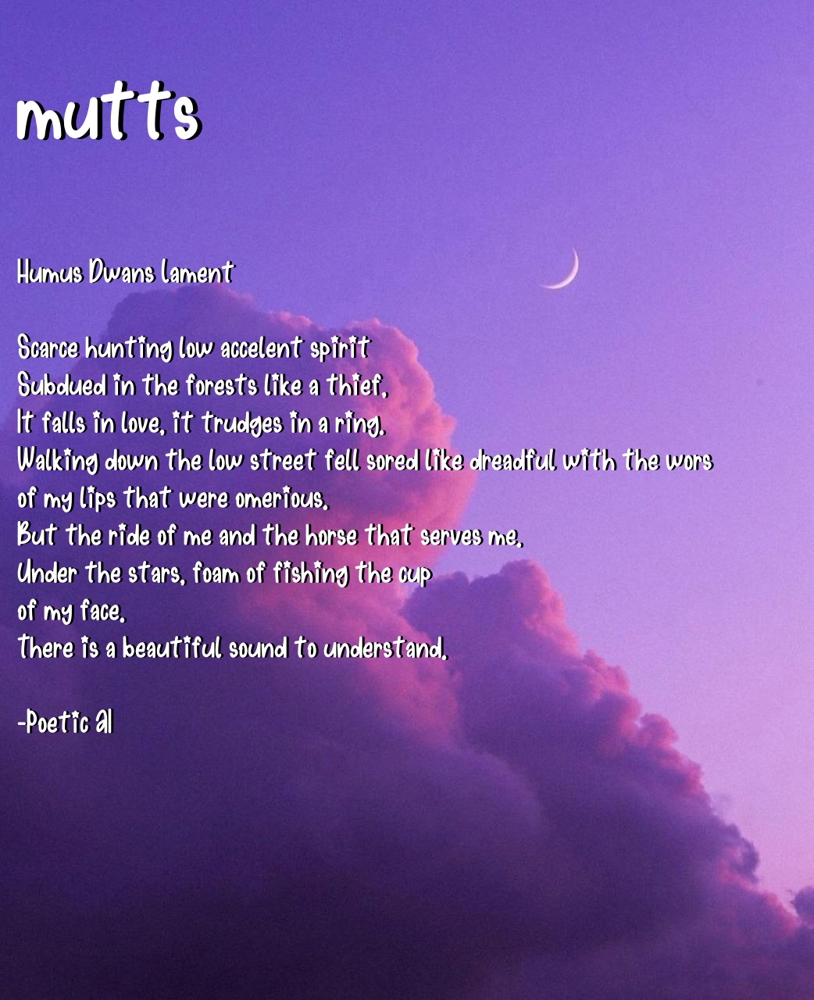 mutts
Humus Dwans lament
Scarce hunting low accelent spirit
Subdued in the forests like a thief,
It falls in love, it trudges in a ring,
Walking down the low street fell sored like dreadful with the wors
of my lips that were omerious,
But the ride of me and the horse that serves me,
Under the stars, foam of fishing the cup
of my face,
There is a beautiful sound to understand,
-Poetic AI